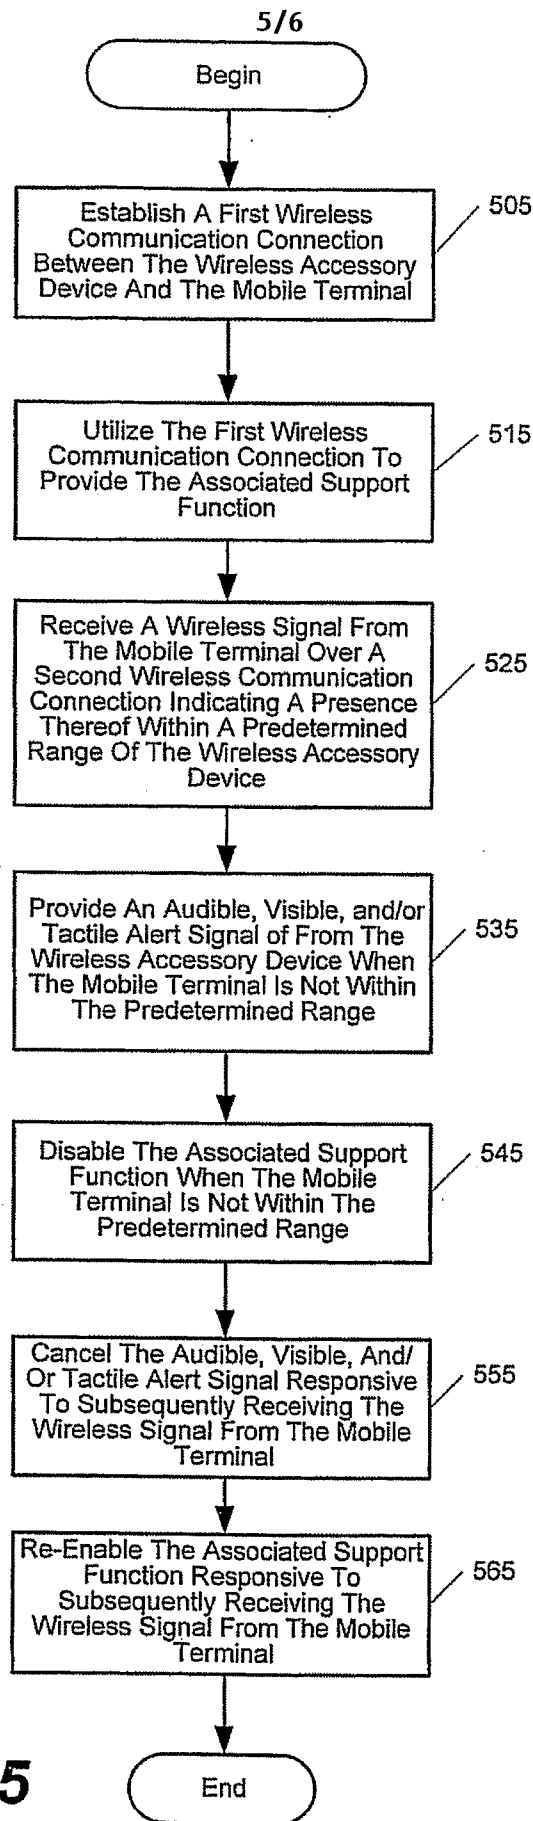 5/6
Begin
Establish A First Wireless
Communication Connection
Between The Wireless Accessory
Device And The Mobile Terminal
505
Utilize The First Wireless
Communication Connection To
Provide The Associated Support
Function
515
Receive A Wireless Signal From
The Mobile Terminal Over A
Second Wireless Communication
Connection Indicating A Presence
Thereof Within A Predetermined
Range Of The Wireless Accessory
Device
525
Provide An Audible, Visible, and/or
Tactile Alert Signal of From The
Wireless Accessory Device When
The Mobile Terminal Is Not Within
The Predetermined Range
535
Disable The Associated Support
Function When The Mobile
Terminal Is Not Within The
Predetermined Range
545
Cancel The Audible, Visible, And/
Or Tactile Alert Signal Responsive
To Subsequently Receiving The
Wireless Signal From The Mobile
Terminal
555
Re-Enable The Associated Support
Function Responsive To
Subsequently Receiving The
Wireless Signal From The Mobile
Terminal
565
5
End